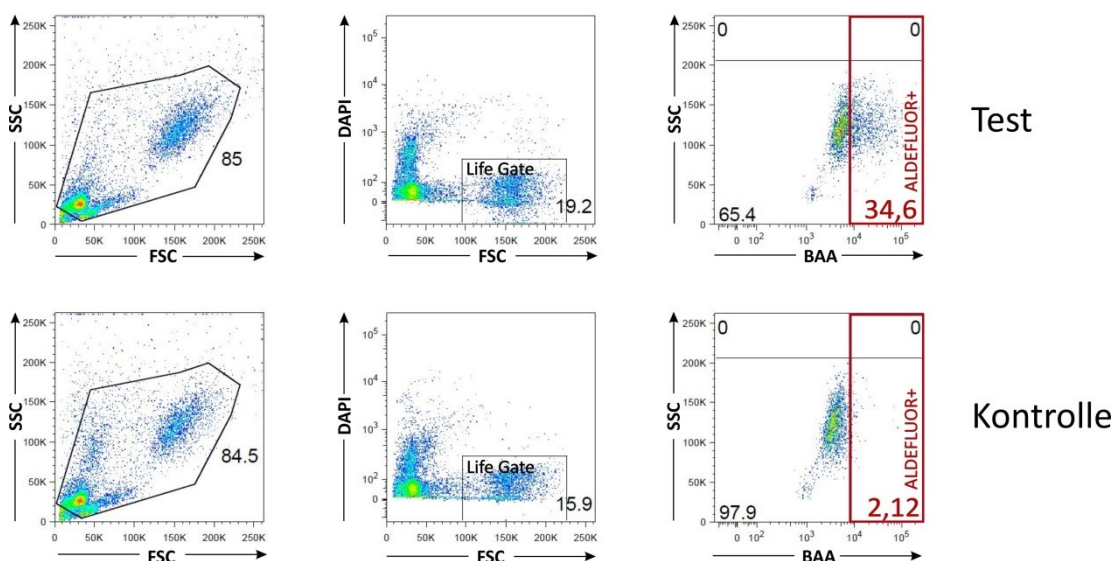 SSC
250K
200K
150K
100K
50K
0
85
0 50K 100K 150K 200K 250K
FSC
DAPI
10^5
10^4
10^3
10^2
0
Life Gate
19.2
0 50K 100K 150K 200K 250K
FSC
SSC
250K
200K
150K
100K
50K
0
0 0
ALDEFLUOR+
65.4 34,6
0 10^2 10^3 10^4 10^5
BAA
Test
SSC
250K
200K
150K
100K
50K
0
84.5
0 50K 100K 150K 200K 250K
FSC
DAPI
10^5
10^4
10^3
10^2
0
Life Gate
15.9
0 50K 100K 150K 200K 250K
FSC
SSC
250K
200K
150K
100K
50K
0
0 0
ALDEFLUOR+
97.9 2,12
0 10^2 10^3 10^4 10^5
BAA
Kontrolle